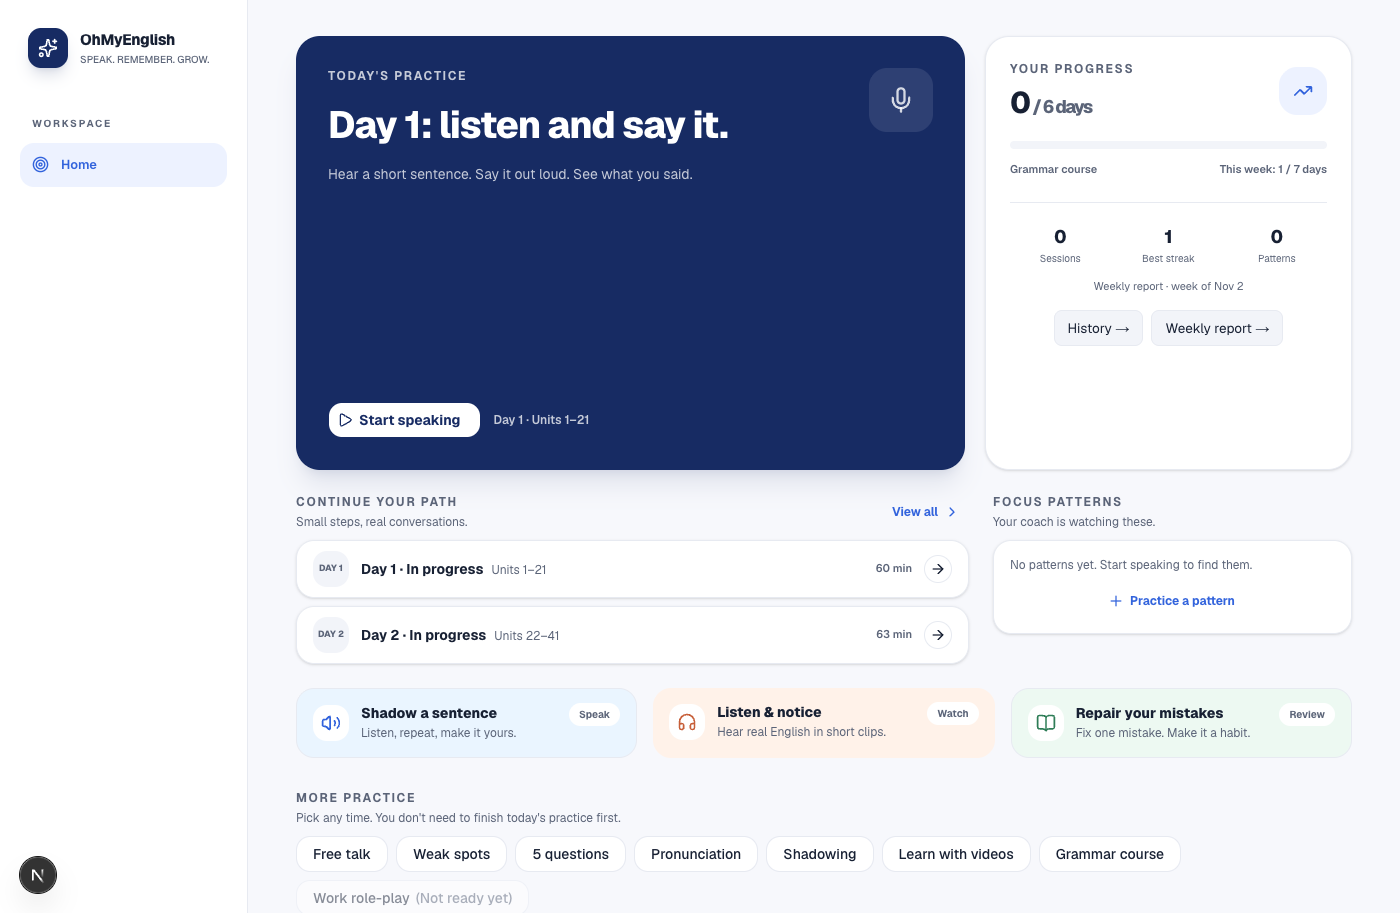 OhMyEnglish
SPEAK. REMEMBER. GROW.
WORKSPACE
Home
TODAY'S PRACTICE
Day 1: listen and say it.
Hear a short sentence. Say it out loud. See what you said.
Start speaking
Day 1 · Units 1–21
YOUR PROGRESS
0 / 6 days
Grammar course
This week: 1 / 7 days
0
Sessions
1
Best streak
0
Patterns
Weekly report · week of Nov 2
History →
Weekly report →
CONTINUE YOUR PATH
Small steps, real conversations.
View all
DAY 1
Day 1 · In progress Units 1–21
60 min
DAY 2
Day 2 · In progress Units 22–41
63 min
FOCUS PATTERNS
Your coach is watching these.
No patterns yet. Start speaking to find them.
Practice a pattern
Shadow a sentence
Listen, repeat, make it yours.
Speak
Listen & notice
Hear real English in short clips.
Watch
Repair your mistakes
Fix one mistake. Make it a habit.
Review
MORE PRACTICE
Pick any time. You don't need to finish today's practice first.
Free talk
Weak spots
5 questions
Pronunciation
Shadowing
Learn with videos
Grammar course
Work role-play (Not ready yet)
N